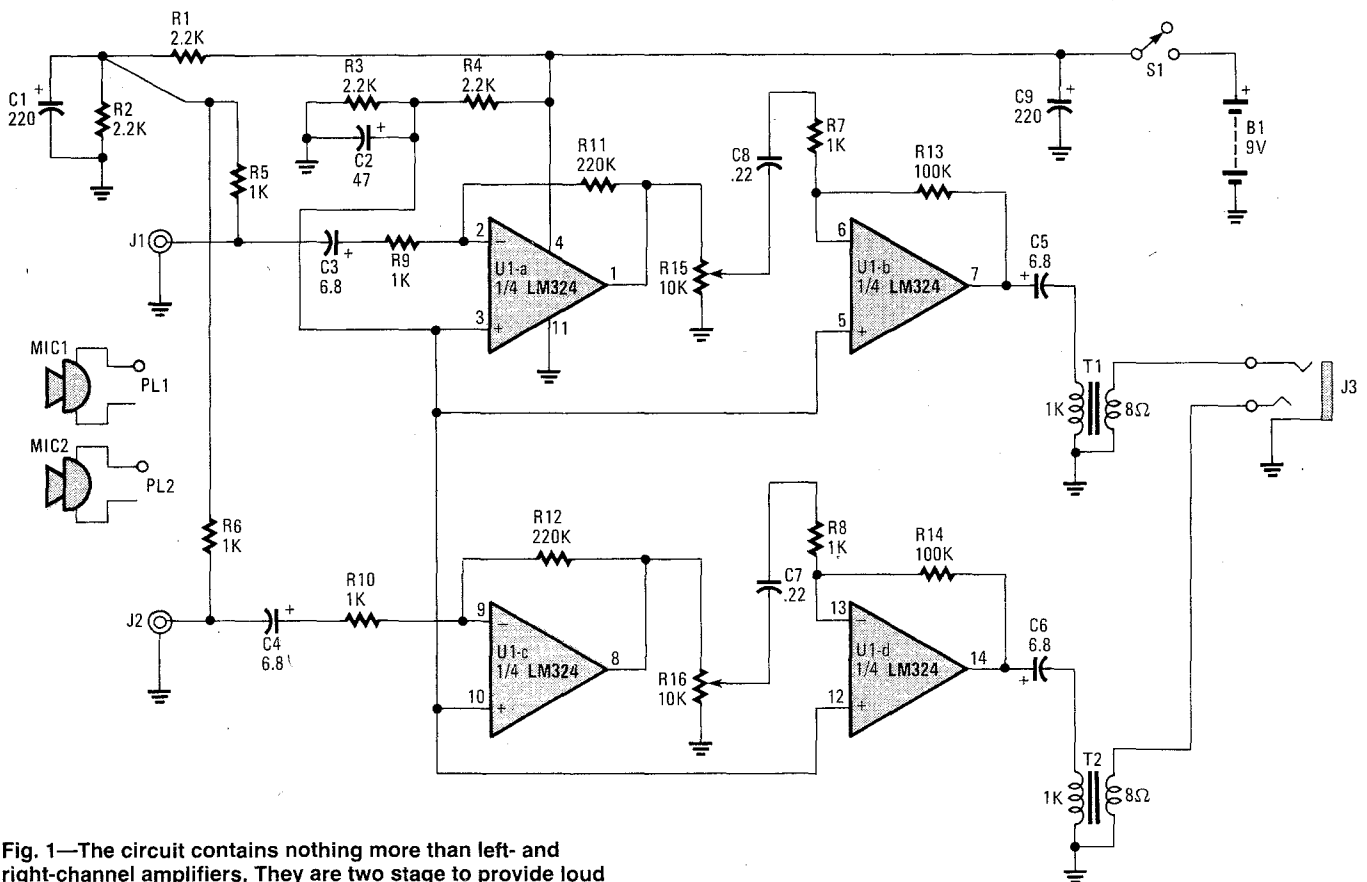 R1
2.2K
C1
220
+
R2
2.2K
R3
2.2K
R4
2.2K
C2
47
+
R5
1K
R11
220K
C9
220
+
S1
+
B1
9V
J1
C3
6.8
+
R9
1K
2
−
4
U1-a
1/4 LM324
1
3
+
11
R15
10K
C8
.22
R7
1K
R13
100K
6
U1-b
1/4 LM324
7
5
+
C5
6.8
+
MIC1
PL1
MIC2
PL2
T1
1K
8Ω
J3
R6
1K
J2
C4
6.8
+
R10
1K
R12
220K
9
−
U1-c
1/4 LM324
8
10
+
R16
10K
C7
.22
R8
1K
R14
100K
13
−
U1-d
1/4 LM324
14
12
+
C6
6.8
+
T2
1K
8Ω
Fig. 1—The circuit contains nothing more than left- and
right-channel amplifiers. They are two stage to provide loud